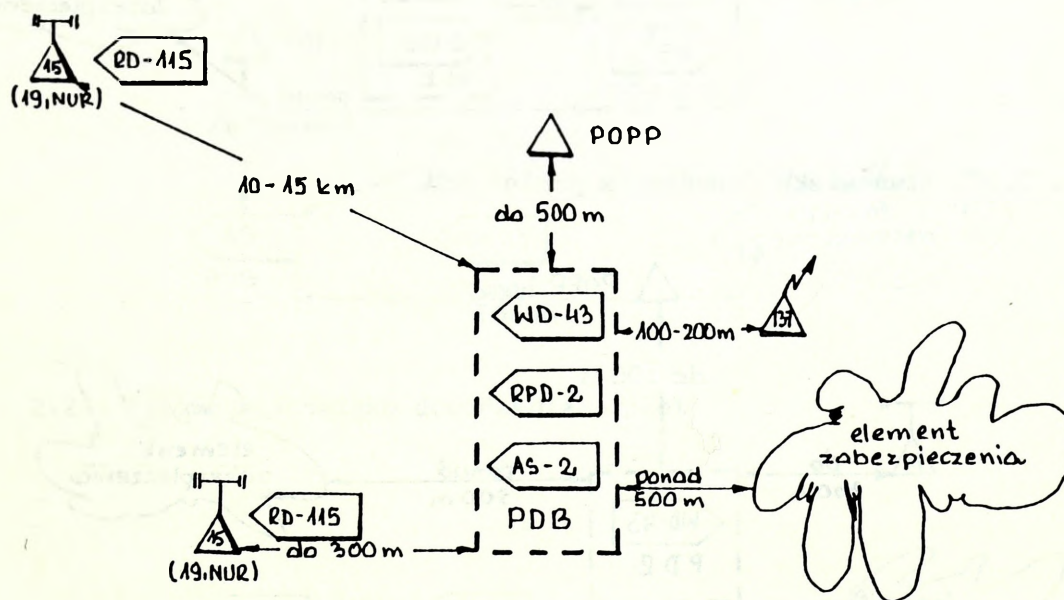 15
RD-115
(19,NUR)
10-15 km
POPP
do 500 m
WD-43
100-200m
137
RPD-2
AS-2
PDB
element
zabezpieczenia
ponad
500 m
15
RD-115
do 300 m
(19,NUR)